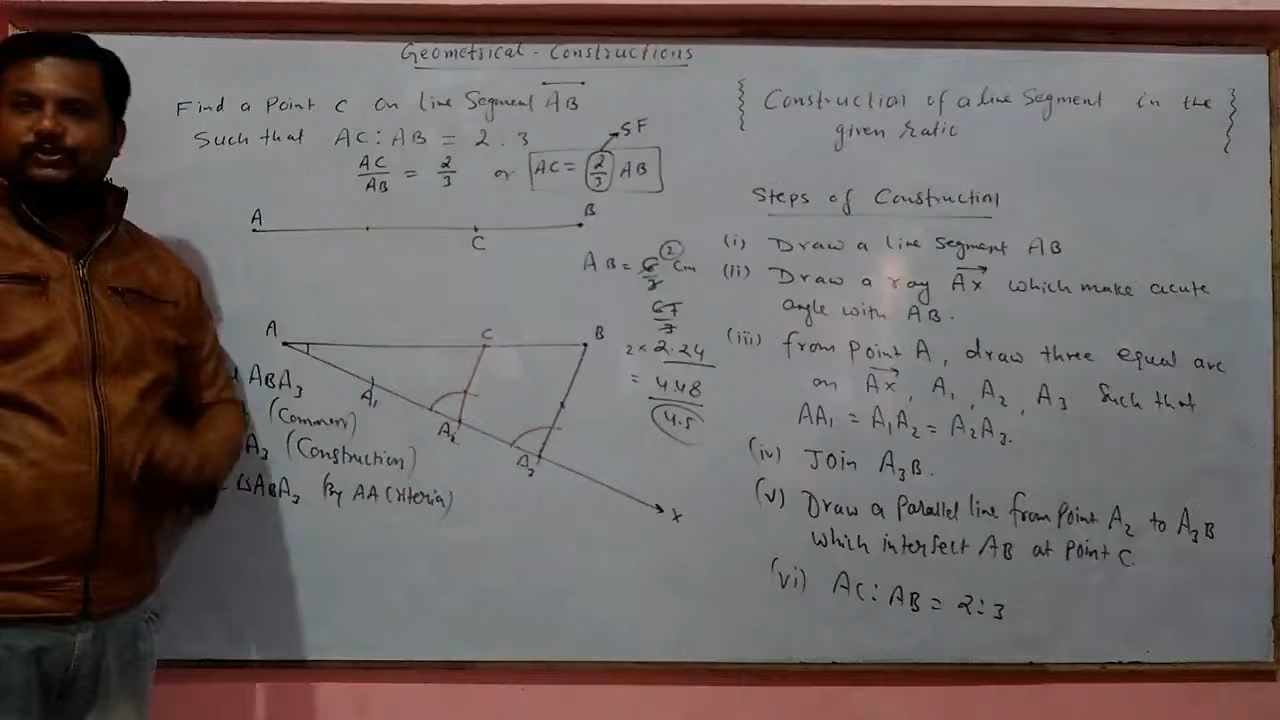 Geometrical - Constructions
Find a Point C on line Segment AB
Such that AC : AB = 2 . 3
SF
AC/AB = 2/3 or AC = 2/3 AB
A B
C
{ Construction of a line Segment in the
given ratio }
AB = 6 cm
2
2 × 2.24
= 4.48
4.5
A C B
A1
A2
A3
X
ABA3
(Common)
A3 (Construction)
ABA3 By AA Criteria)
Steps of Construction
(i) Draw a line segment AB
(ii) Draw a ray AX which make acute
angle with AB.
(iii) from point A, draw three equal arc
on AX, A1, A2, A3 Such that
AA1 = A1A2 = A2A3.
(iv) Join A3B.
(v) Draw a Parallel line from Point A2 to A3B
which intersect AB at Point C.
(vi) AC : AB = 2 : 3